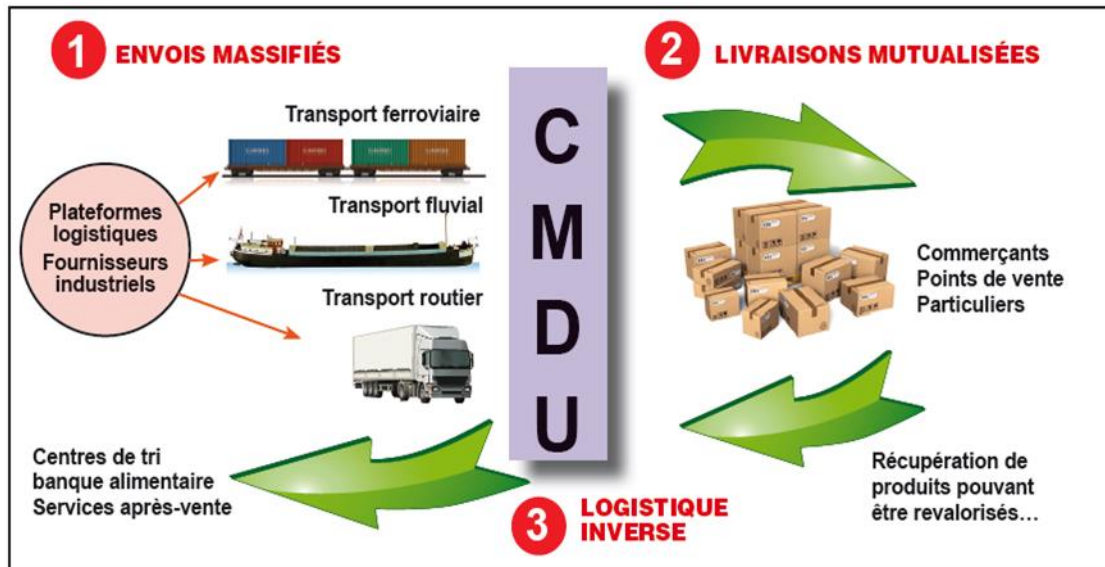 1 ENVOIS MASSIFIÉS
Transport ferroviaire
Transport fluvial
Transport routier
Plateformes
logistiques
Fournisseurs
industriels
C
M
D
U
2 LIVRAISONS MUTUALISÉES
Commerçants
Points de vente
Particuliers
Récupération de
produits pouvant
être revalorisés...
3 LOGISTIQUE
INVERSE
Centres de tri
banque alimentaire
Services après-vente